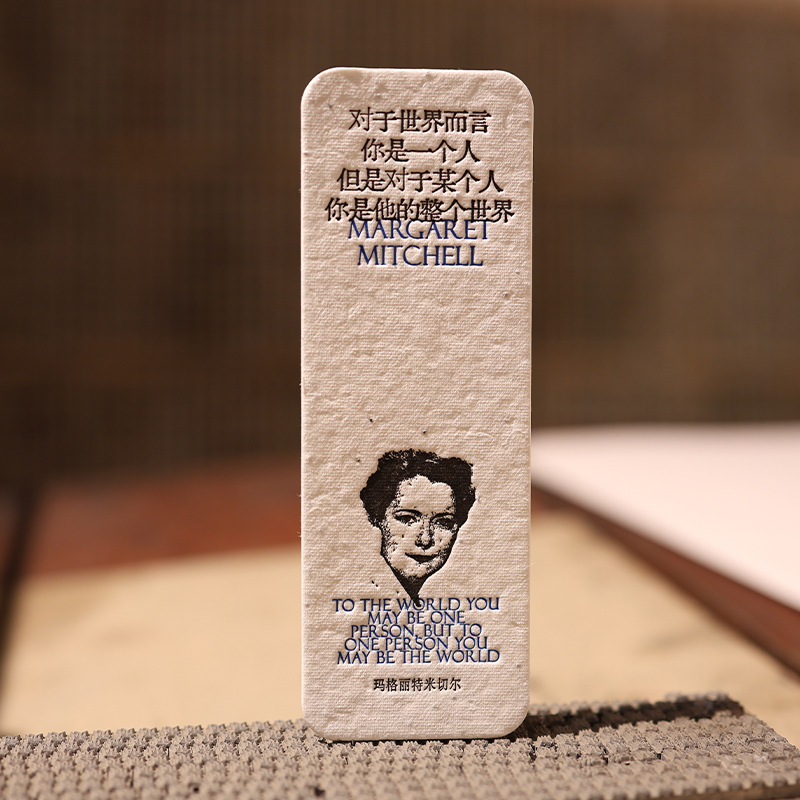 对于世界而言
你是一个人
但是对于某个人
你是他的整个世界
MARGARET
MITCHELL
TO THE WORLD YOU
MAY BE ONE
PERSON, BUT TO
ONE PERSON YOU
MAY BE THE WORLD
玛格丽特米切尔